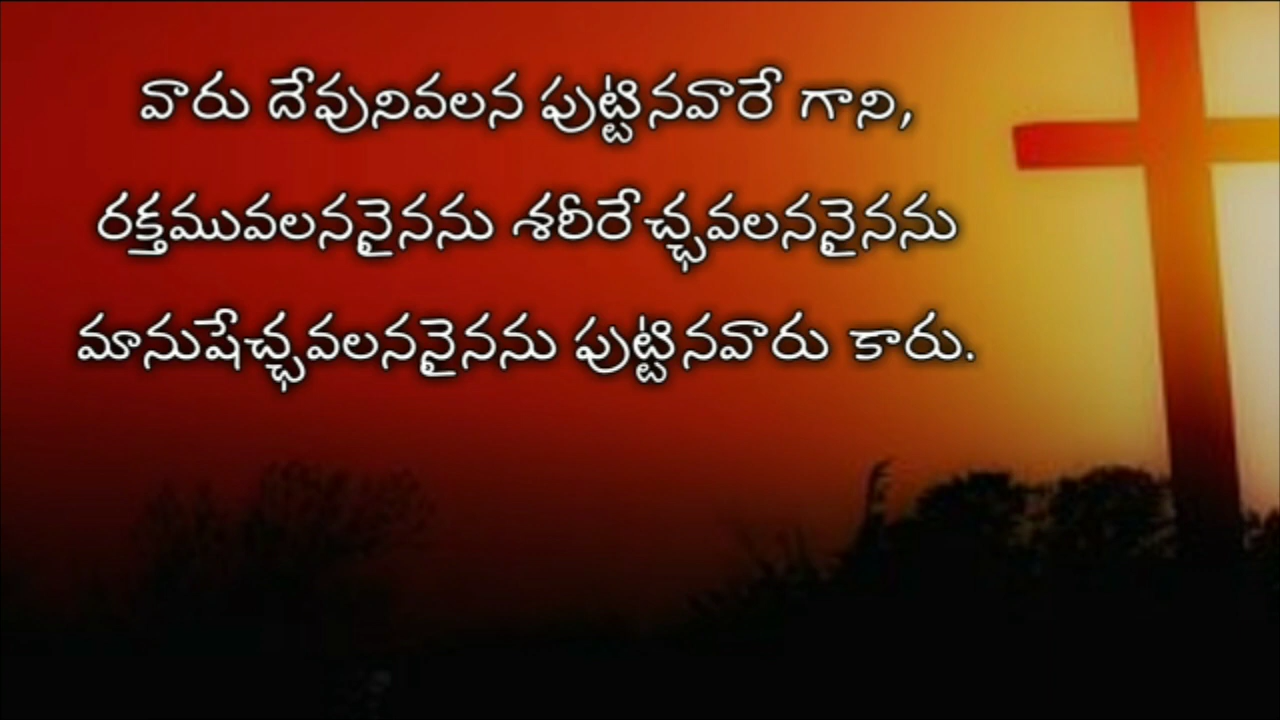 వారు దేవునివలన పుట్టినవారే గాని,
రక్తమువలననైనను శరీరేచ్ఛవలననైనను
మానుషేచ్ఛవలననైనను పుట్టినవారు కారు.